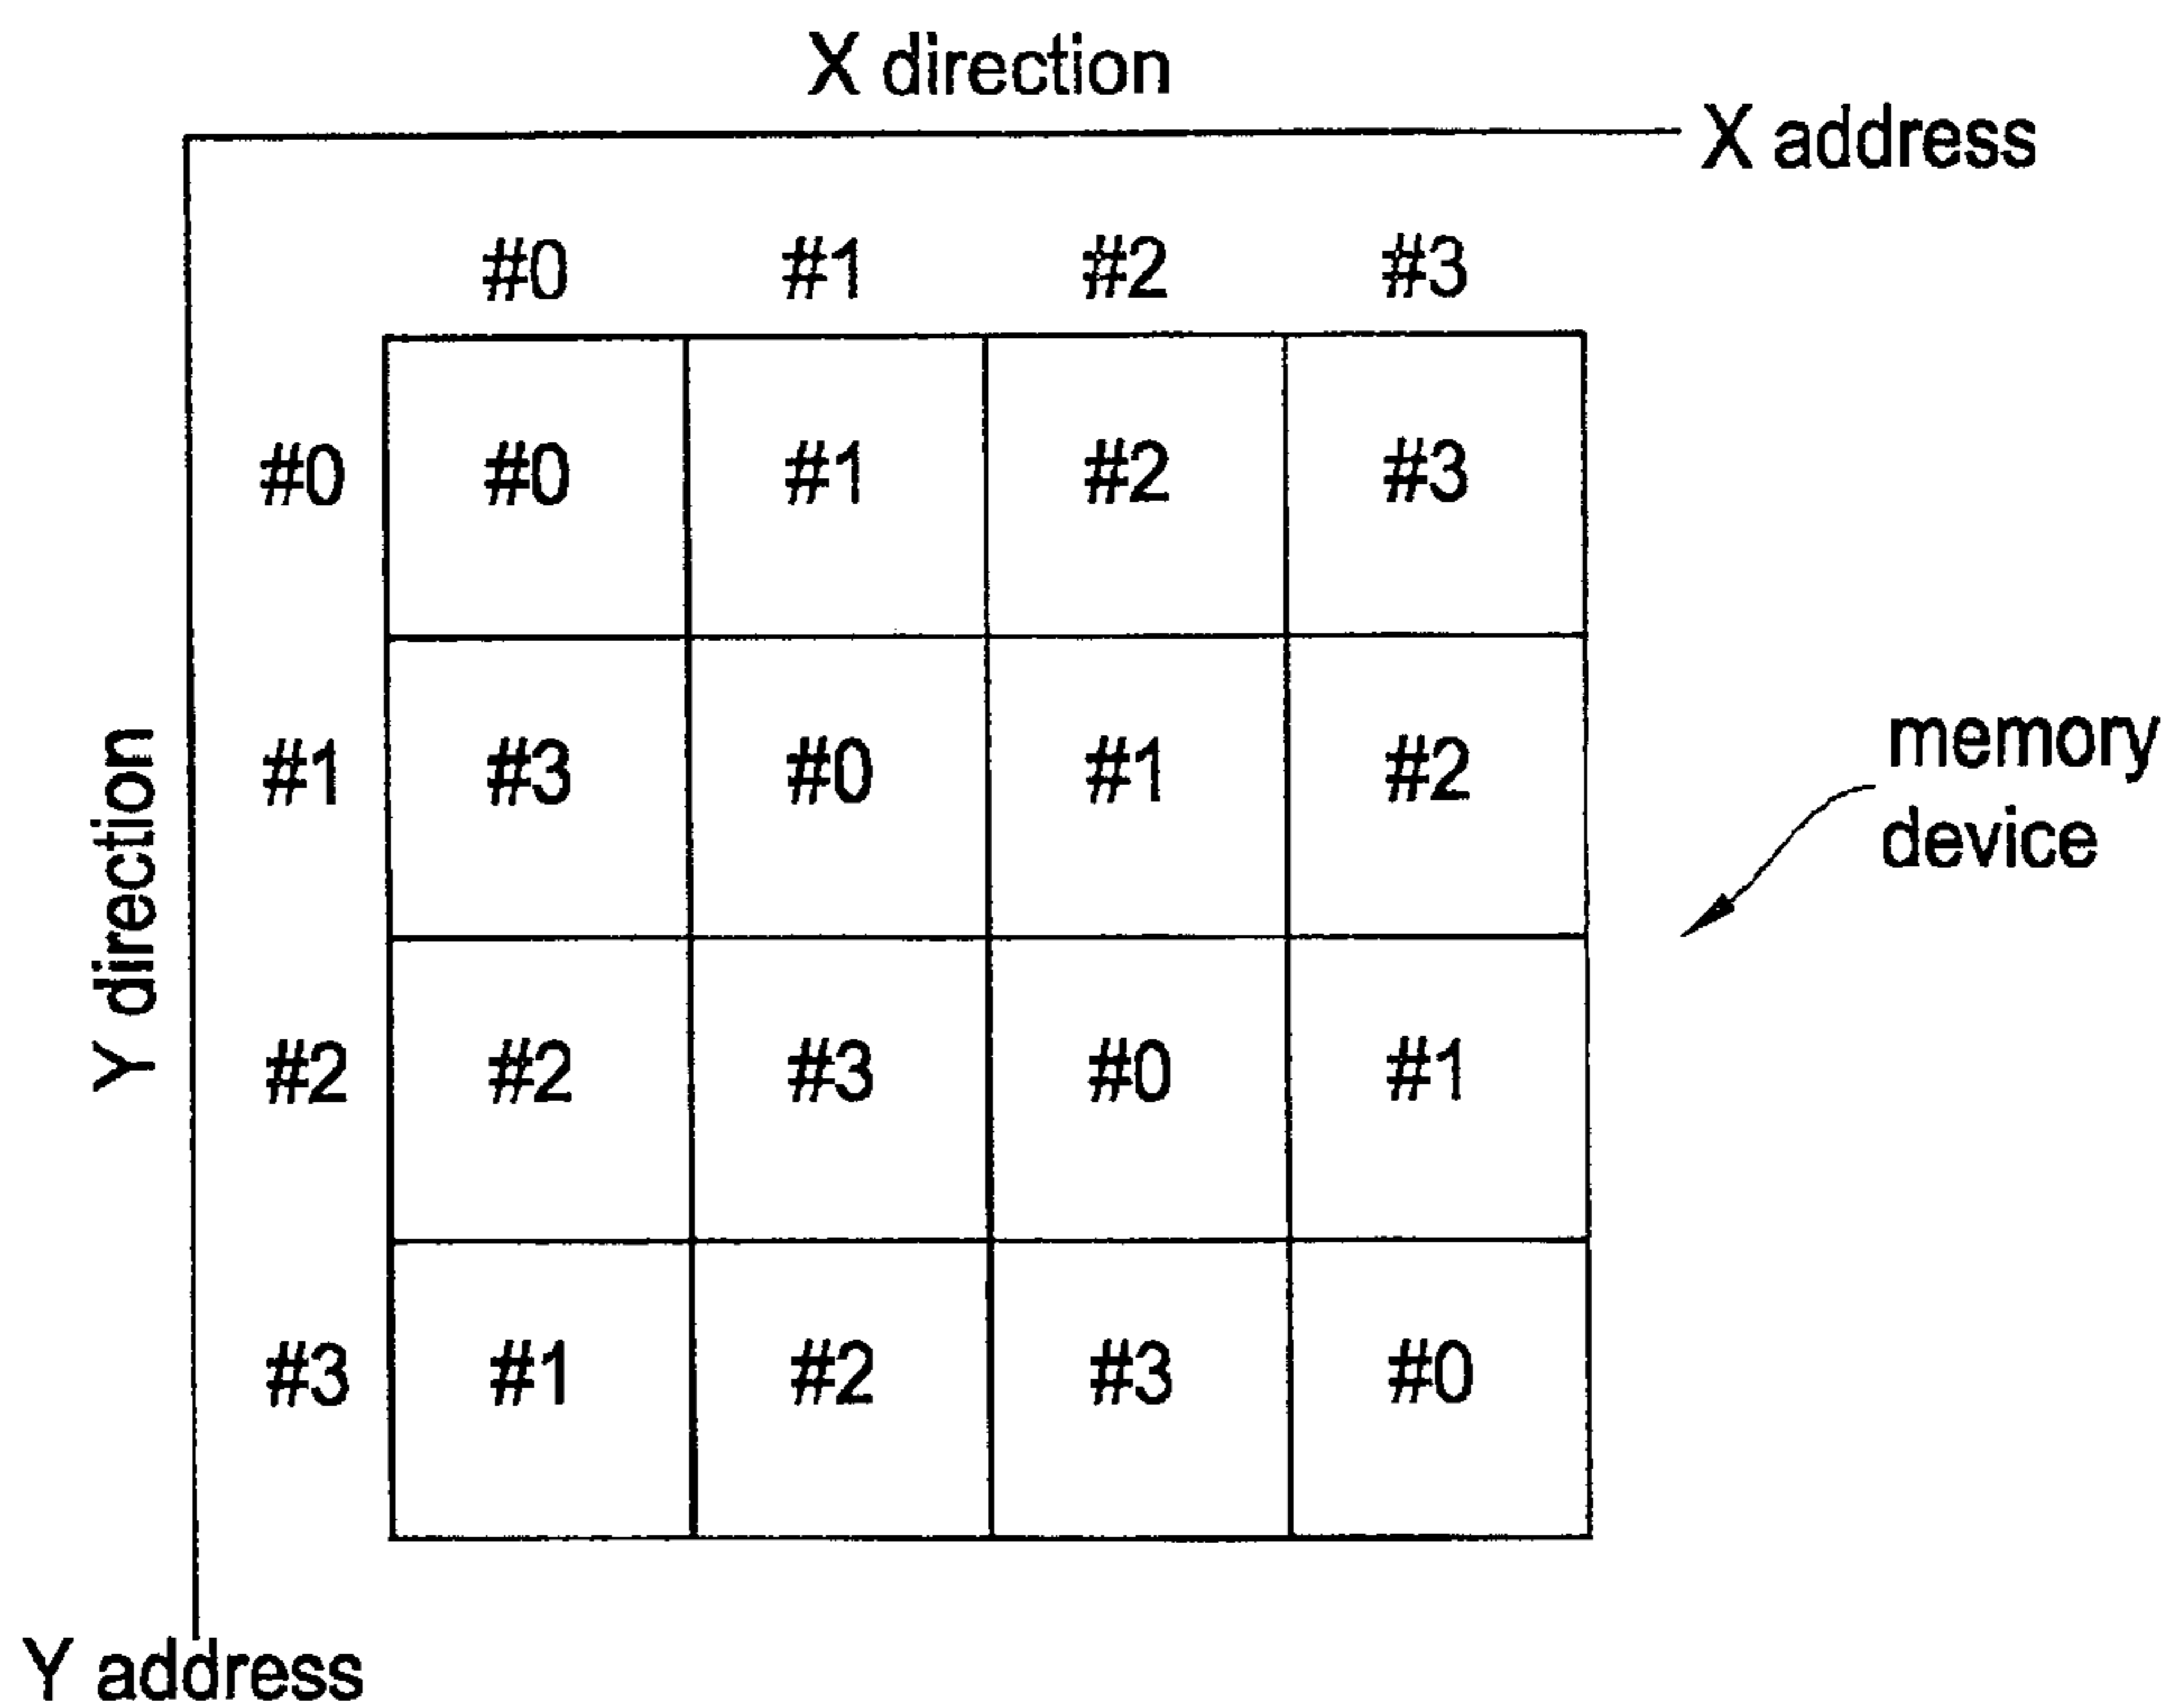 X direction
X address
#0 #1 #2 #3
#0 #0 #1 #2 #3
#1 #3 #0 #1 #2
memory
device
Y direction
#2 #2 #3 #0 #1
#3 #1 #2 #3 #0
Y address